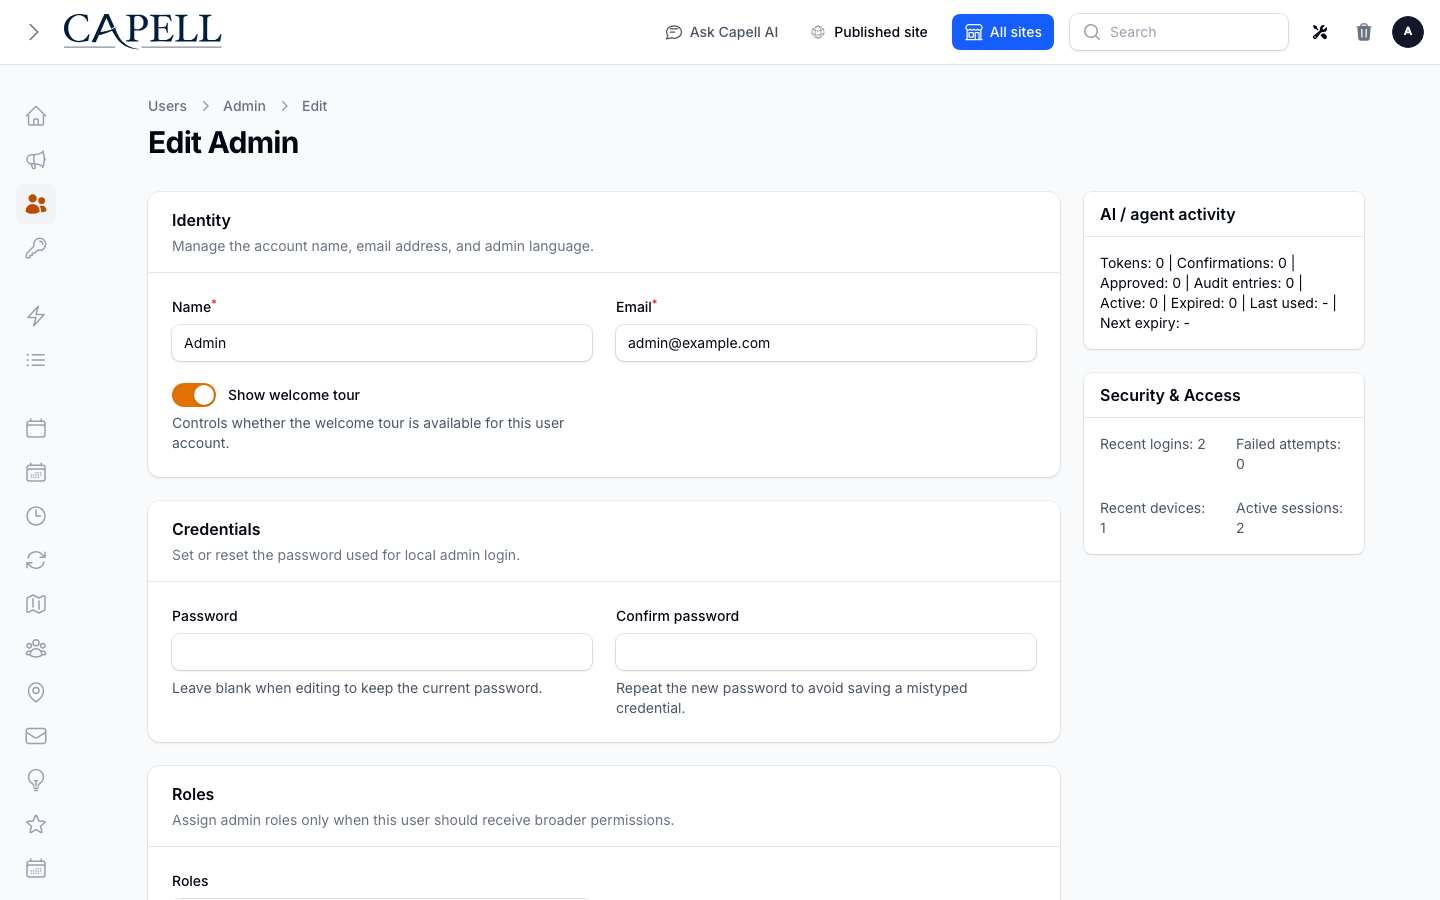 CAPELL
Ask Capell AI
Published site
All sites
Search
A
Users
Admin
Edit
Edit Admin
Identity
Manage the account name, email address, and admin language.
Name*
Email*
Admin
admin@example.com
Show welcome tour
Controls whether the welcome tour is available for this user
account.
Credentials
Set or reset the password used for local admin login.
Password
Confirm password
Leave blank when editing to keep the current password.
Repeat the new password to avoid saving a mistyped
credential.
Roles
Assign admin roles only when this user should receive broader permissions.
Roles
AI / agent activity
Tokens: 0 | Confirmations: 0 |
Approved: 0 | Audit entries: 0 |
Active: 0 | Expired: 0 | Last used: - |
Next expiry: -
Security & Access
Recent logins: 2
Failed attempts:
0
Recent devices:
1
Active sessions:
2